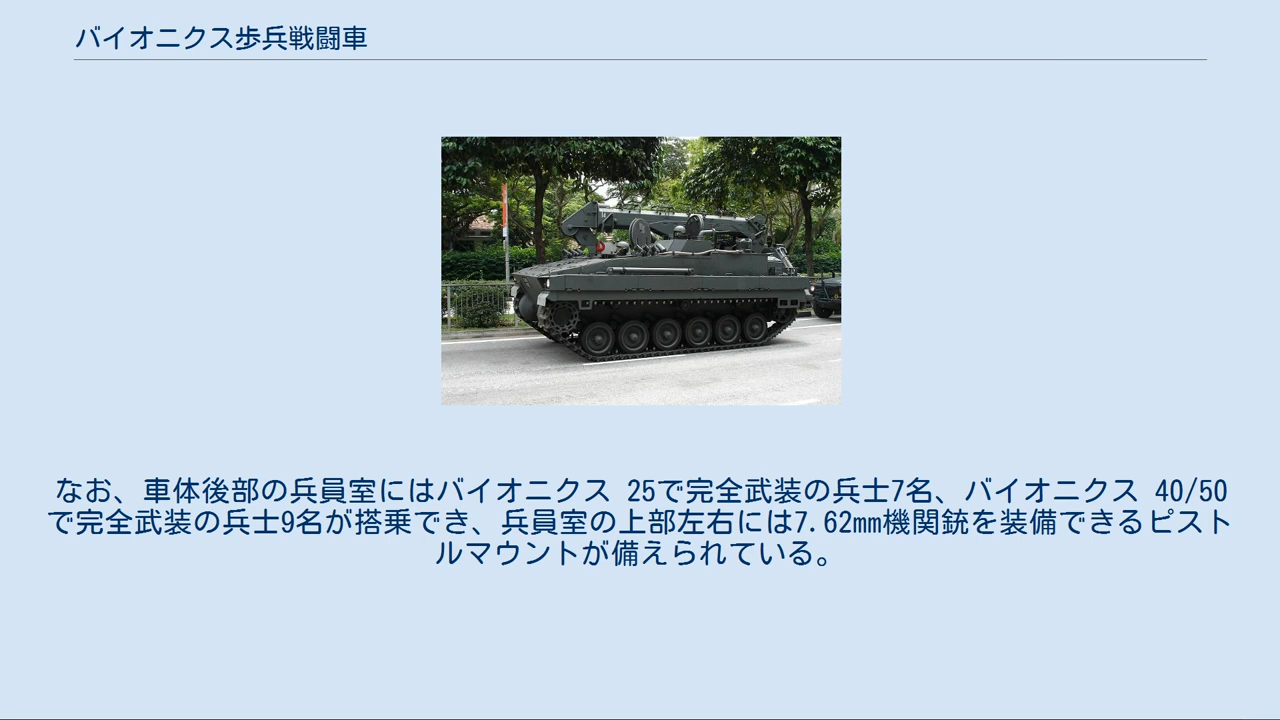 バイオニクス歩兵戦闘車
なお、車体後部の兵員室にはバイオニクス 25で完全武装の兵士7名、バイオニクス 40/50
で完全武装の兵士9名が搭乗でき、兵員室の上部左右には7.62mm機関銃を装備できるピスト
ルマウントが備えられている。